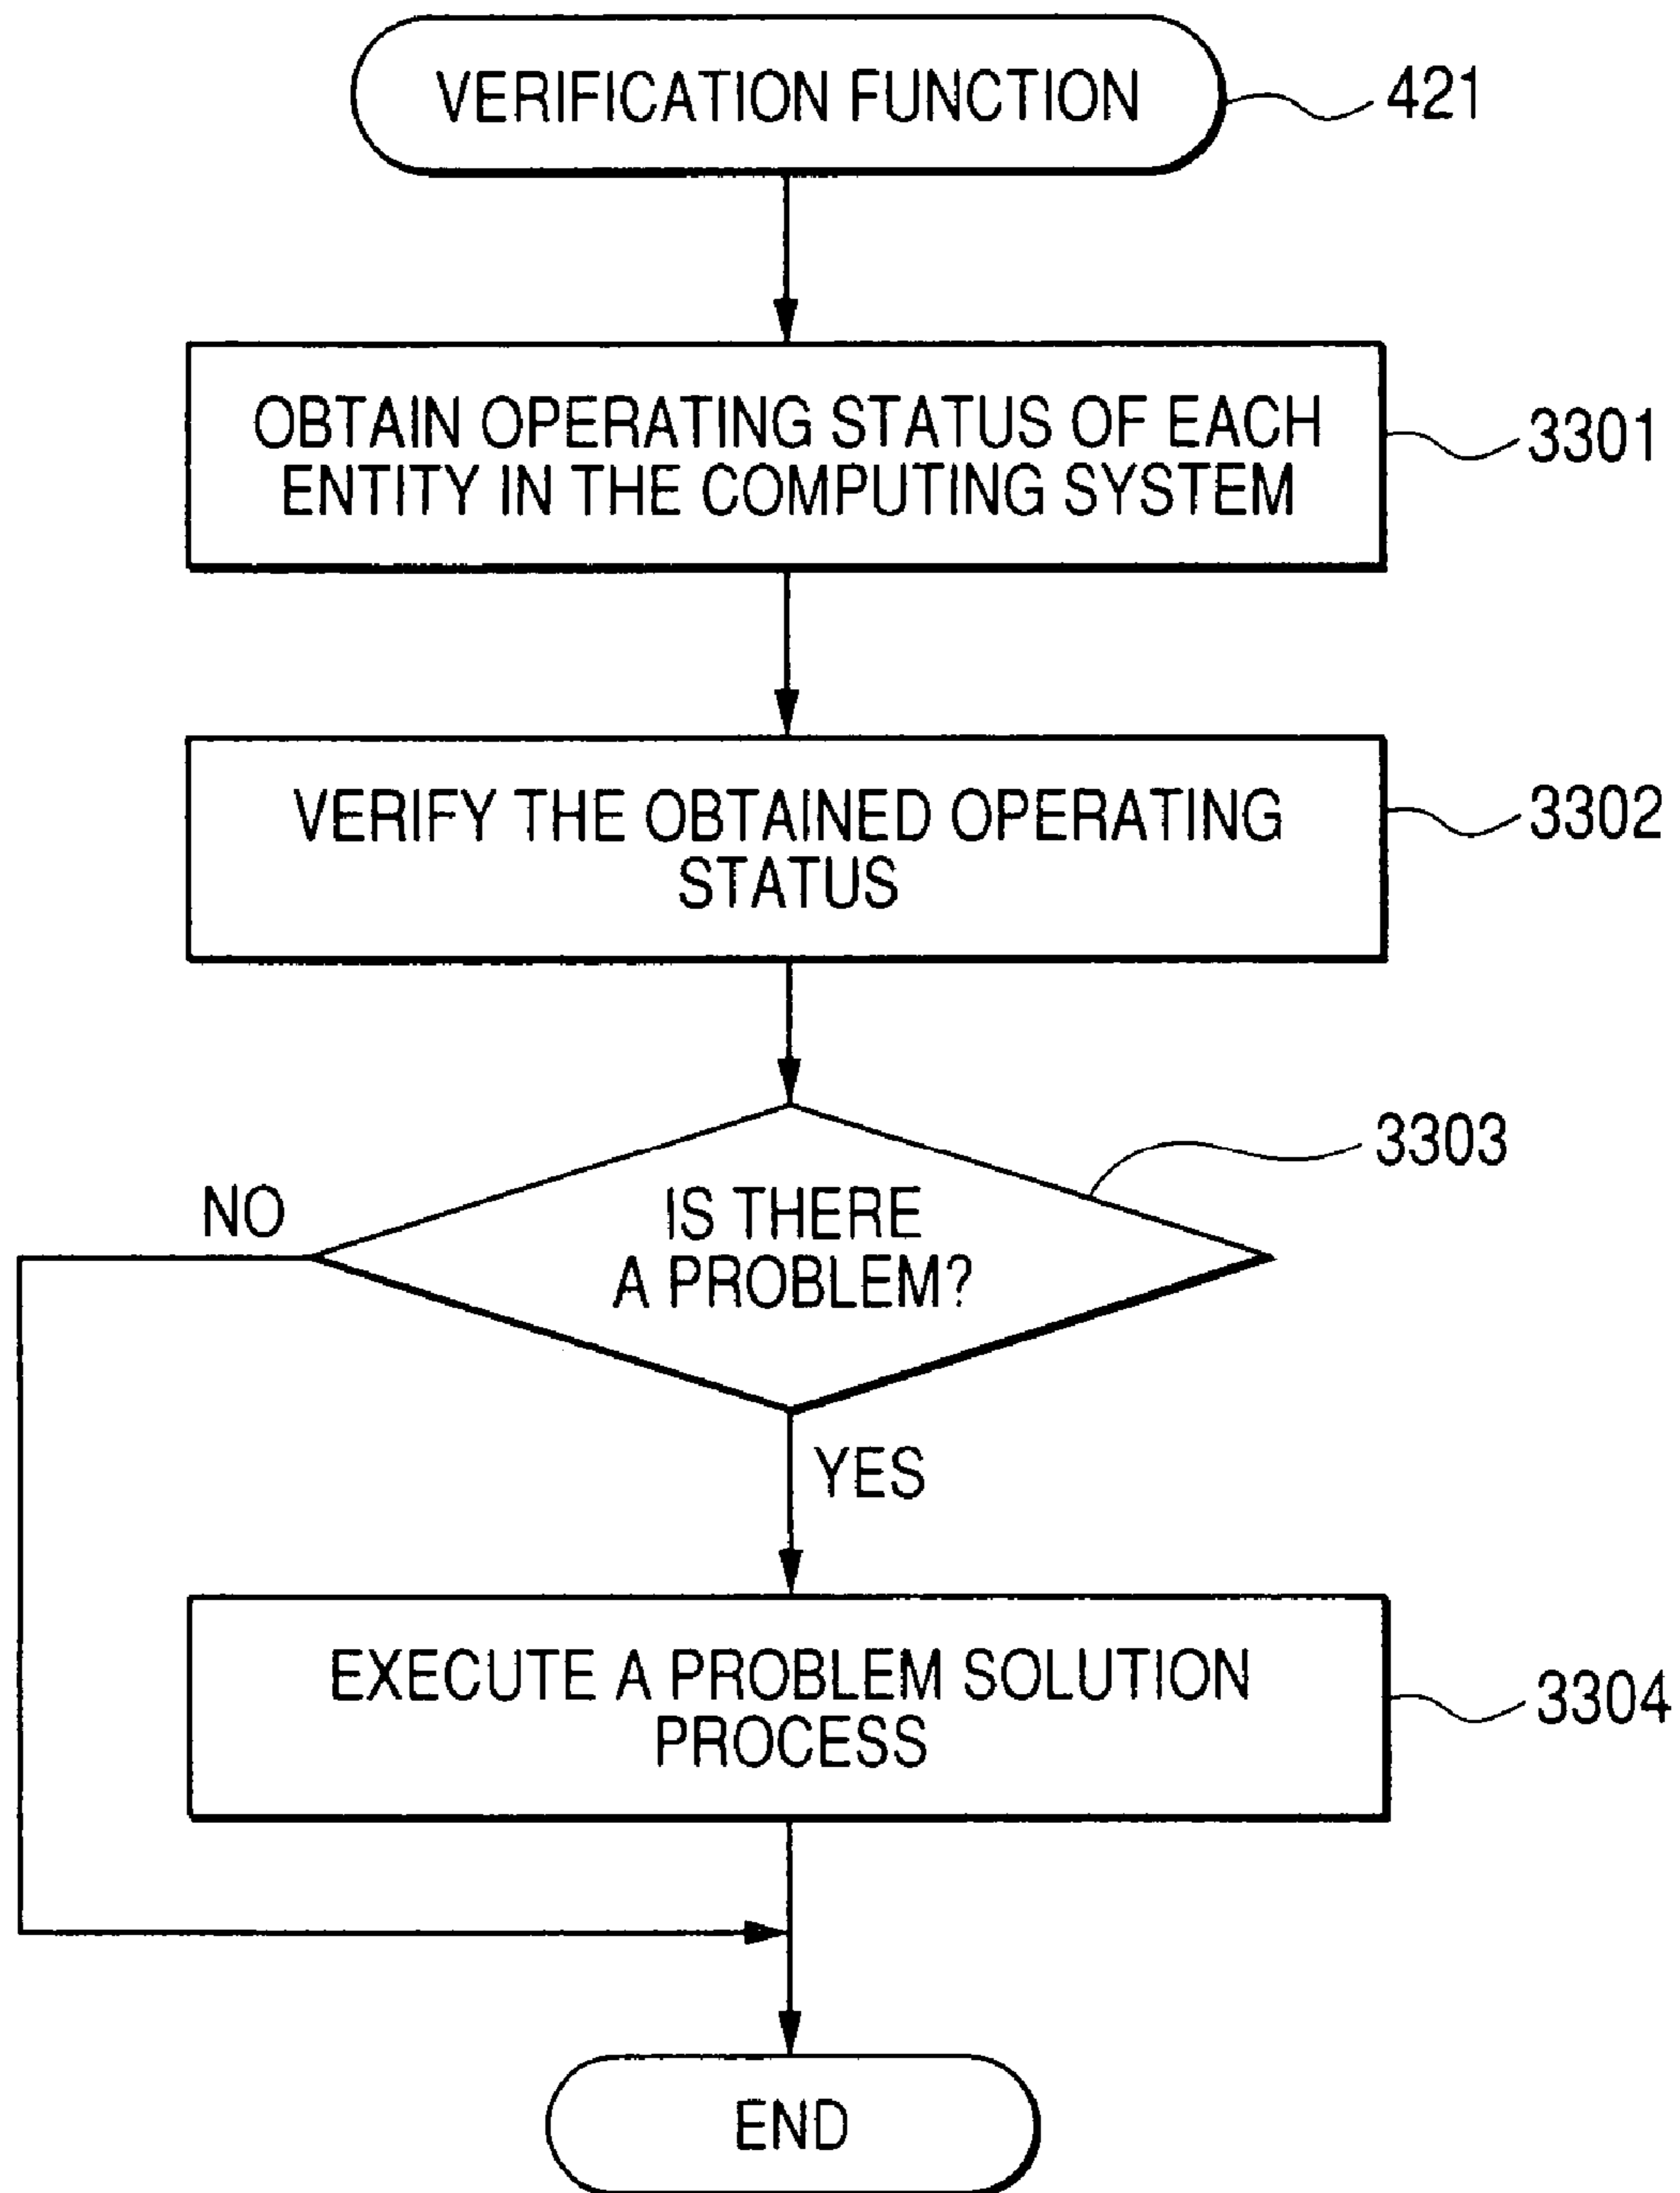 VERIFICATION FUNCTION
421
OBTAIN OPERATING STATUS OF EACH
ENTITY IN THE COMPUTING SYSTEM
3301
VERIFY THE OBTAINED OPERATING
STATUS
3302
IS THERE
A PROBLEM?
3303
NO
YES
EXECUTE A PROBLEM SOLUTION
PROCESS
3304
END